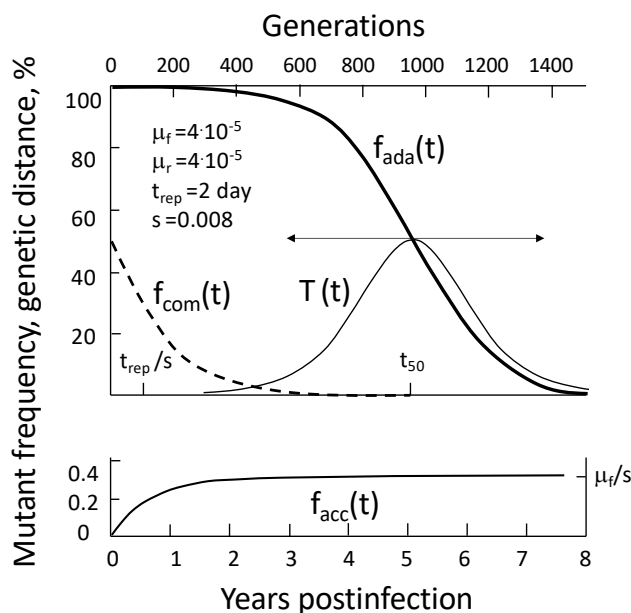 Generations
0 200 400 600 800 1000 1200 1400
Mutant frequency, genetic distance, %
100
80
60
40
20
μf=4·10-5
μr=4·10-5
trep=2 day
s=0.008
fada(t)
fcom(t)
T(t)
trep/s
t50
0.4
0.2
0
facc(t)
μf/s
0 1 2 3 4 5 6 7 8
Years postinfection